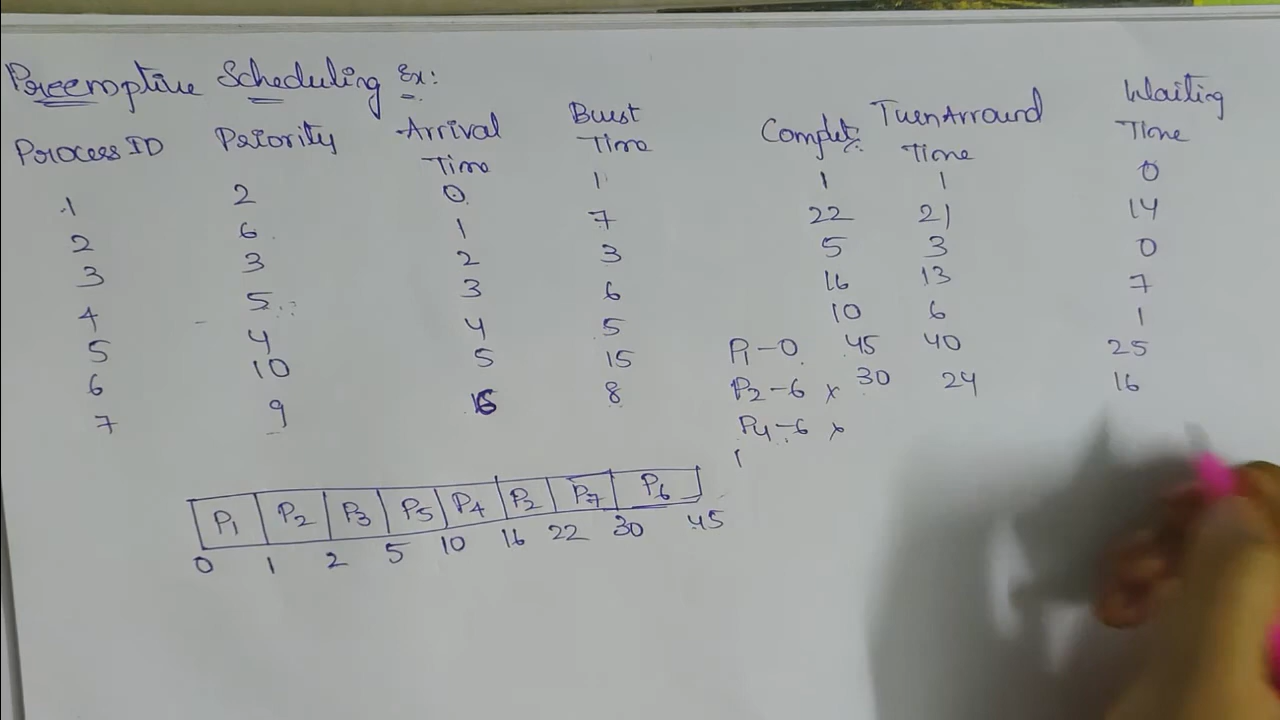 Preemptive Scheduling Ex:
Process ID Priority Arrival Time Burst Time Complet: TurnArround Time Waiting Time
1 2 0 1 1 1 0
2 6 1 7 22 21 14
3 3 2 3 5 3 0
4 5 3 6 16 13 7
5 4 4 5 10 6 1
6 10 5 15 P1-0 45 40 25
7 9 6 8 P2-6 x 30 24 16
P4-6 x
P1 P2 P3 P5 P4 P2 P7 P6
0 1 2 5 10 16 22 30 45